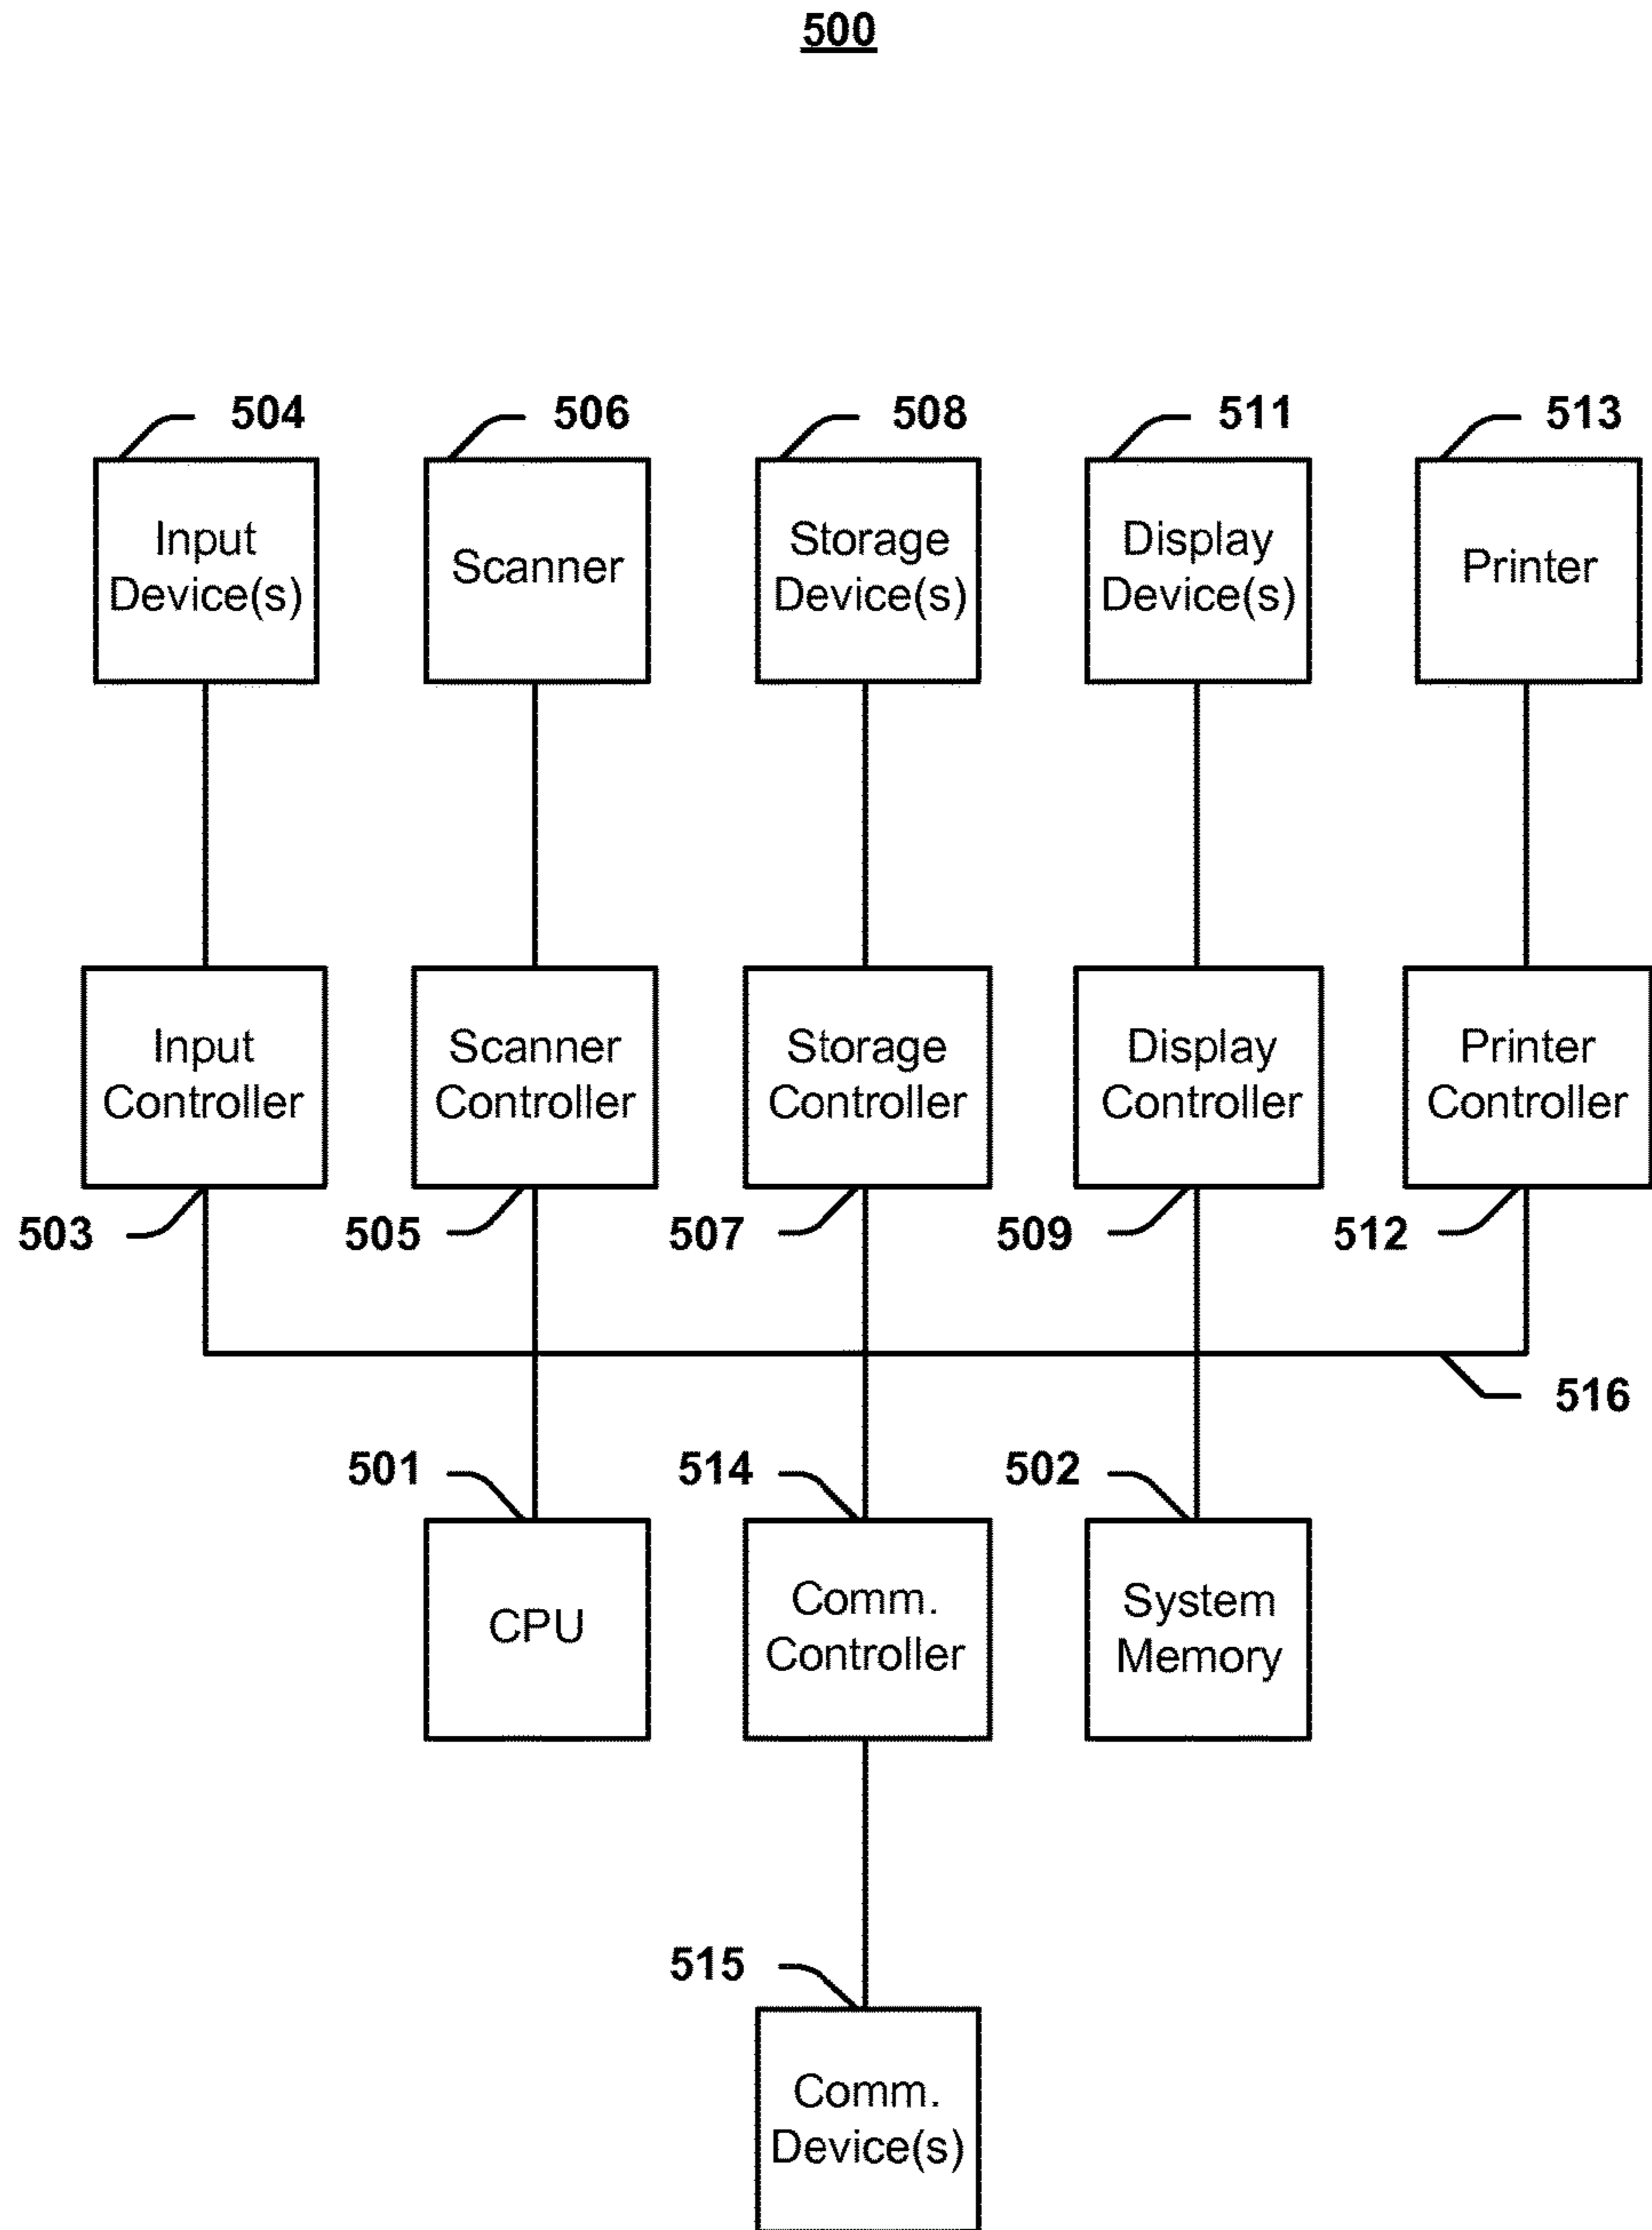 500
504
506
508
511
513
Input
Device(s)
Scanner
Storage
Device(s)
Display
Device(s)
Printer
Input
Controller
Scanner
Controller
Storage
Controller
Display
Controller
Printer
Controller
503
505
507
509
512
516
501
514
502
CPU
Comm.
Controller
System
Memory
515
Comm.
Device(s)